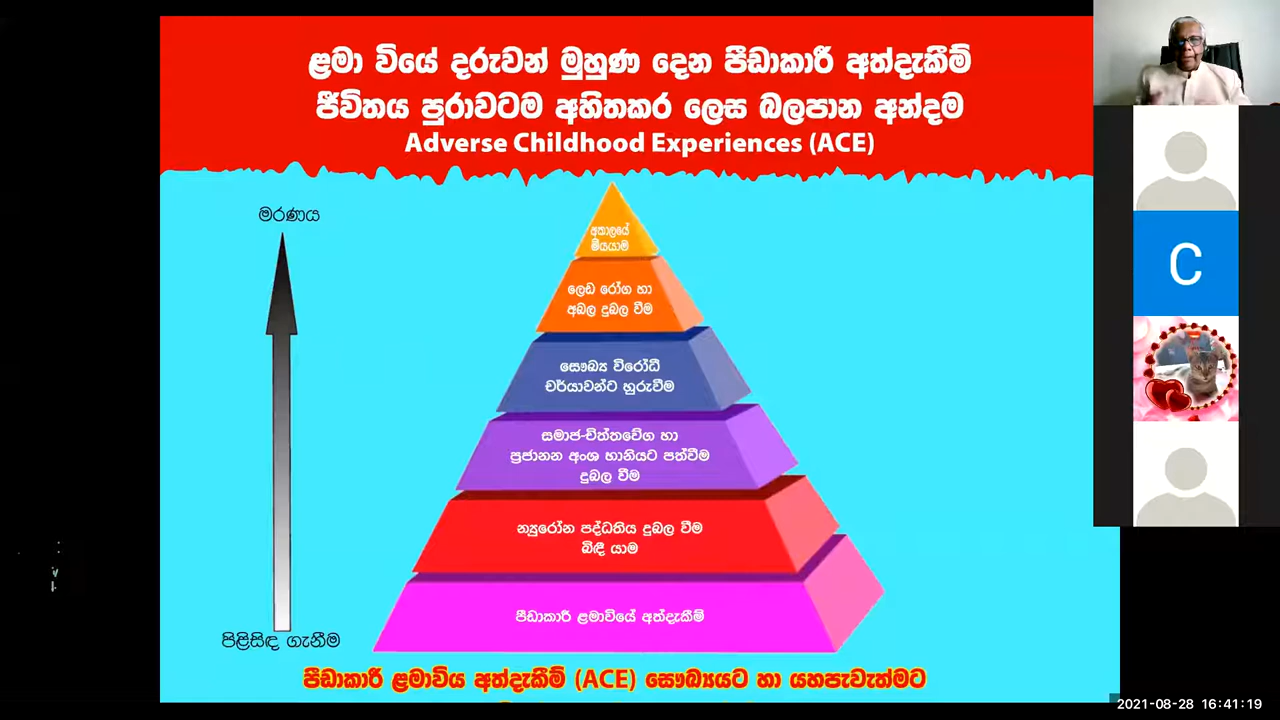 ළමා වියේ දරුවන් මුහුණ දෙන පීඩාකාරී අත්දැකීම්
ජීවිතය පුරාවටම අහිතකර ලෙස බලපාන අන්දම
Adverse Childhood Experiences (ACE)
මරණය
අකාලයේ
මියයාම
ලෙඩ රෝග හා
අබල දුබල වීම
සෞඛ්‍ය විරෝධී
චර්යාවන්ට හුරුවීම
සමාජ-චිත්තවේග හා
ප්‍රජානන අංශ හානියට පත්වීම
දුබල වීම
න්‍යුරෝන පද්ධතිය දුබල වීම
බිඳී යාම
පීඩාකාරී ළමාවියේ අත්දැකීම්
පිළිසිඳ ගැනීම
පීඩාකාරී ළමාවිය අත්දැකීම් (ACE) සෞඛ්‍යයට හා යහපැවැත්මට
C
2021-08-28 16:41:19